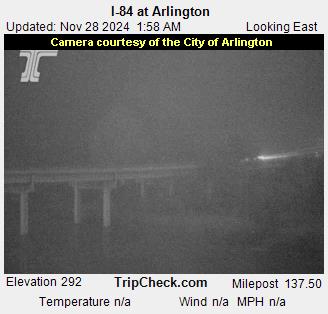 I-84 at Arlington
Updated: Nov 28 2024 1:58 AM Looking East
Camera courtesy of the City of Arlington
Elevation 292 TripCheck.com Milepost 137.50
Temperature n/a Wind n/a MPH n/a